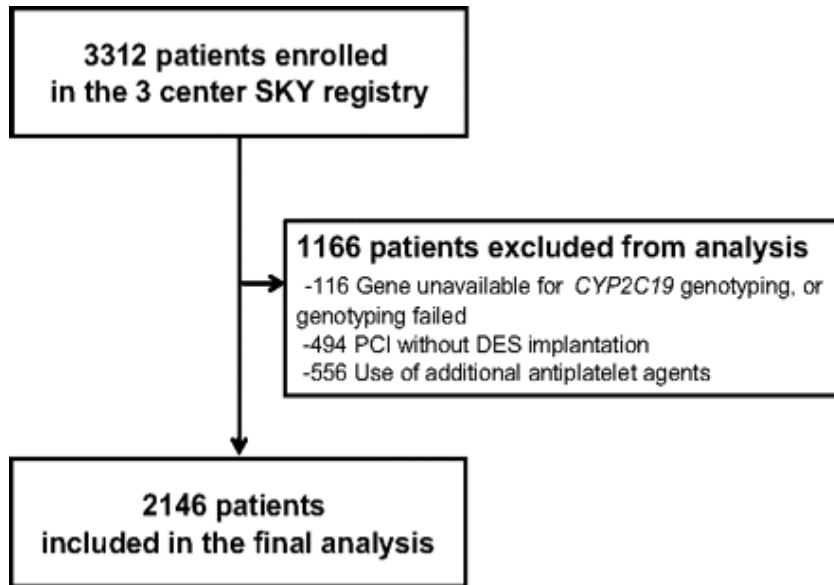 3312 patients enrolled
in the 3 center SKY registry
1166 patients excluded from analysis
-116 Gene unavailable for CYP2C19 genotyping, or
genotyping failed
-494 PCI without DES implantation
-556 Use of additional antiplatelet agents
2146 patients
included in the final analysis